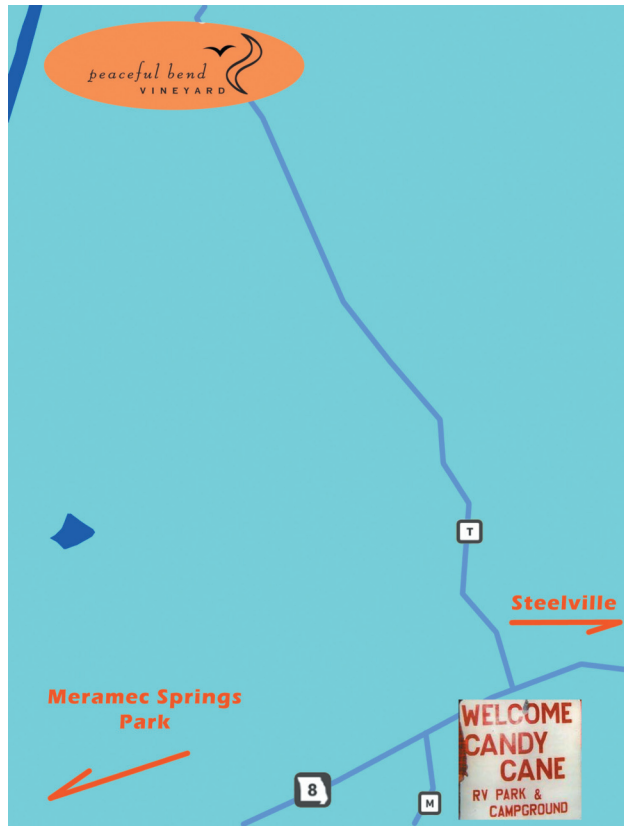 peaceful bend
VINEYARD
T
Steelville
Meramec Springs
Park
WELCOME
CANDY
CANE
RV PARK &
CAMPGROUND
8
M